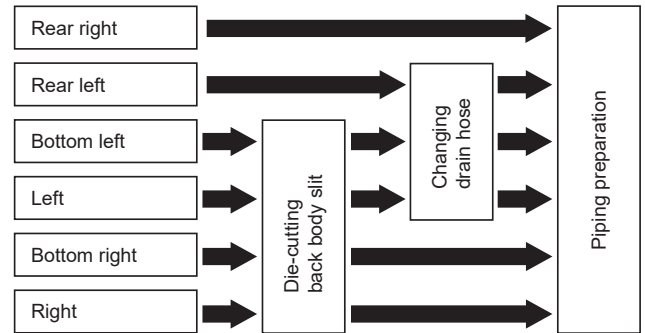 Rear right
Rear left
Bottom left
Left
Bottom right
Right
Die-cutting
back body slit
Changing
drain hose
Piping preparation